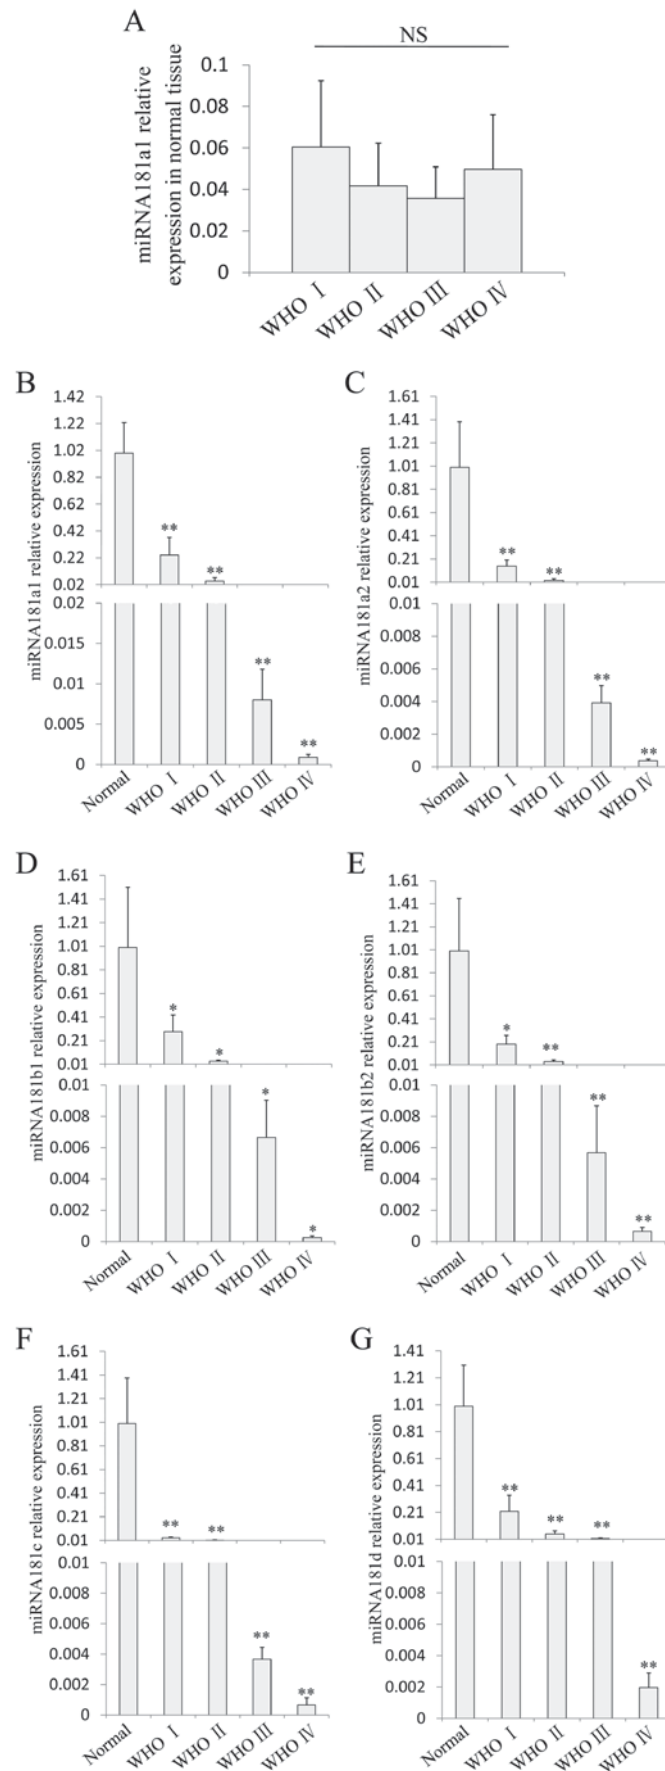 A
NS
miRNA181a1 relative
expression in normal tissue
0.1
0.08
0.06
0.04
0.02
0
WHO I
WHO II
WHO III
WHO IV
B
miRNA181a1 relative expression
1.42
1.22
1.02
0.82
0.62
0.42
0.22
0.02
**
**
0.02
0.015
0.01
0.005
0
**
**
Normal
WHO I
WHO II
WHO III
WHO IV
C
miRNA181a2 relative expression
1.61
1.41
1.21
1.01
0.81
0.61
0.41
0.21
0.01
**
**
0.01
0.008
0.006
0.004
0.002
0
**
**
Normal
WHO I
WHO II
WHO III
WHO IV
D
miRNA181b1 relative expression
1.61
1.41
1.21
1.01
0.81
0.61
0.41
0.21
0.01
*
*
0.01
0.008
0.006
0.004
0.002
0
*
*
Normal
WHO I
WHO II
WHO III
WHO IV
E
miRNA181b2 relative expression
1.61
1.41
1.21
1.01
0.81
0.61
0.41
0.21
0.01
*
**
0.01
0.008
0.006
0.004
0.002
0
**
**
Normal
WHO I
WHO II
WHO III
WHO IV
F
miRNA181c relative expression
1.61
1.41
1.21
1.01
0.81
0.61
0.41
0.21
0.01
**
**
0.01
0.008
0.006
0.004
0.002
0
**
**
Normal
WHO I
WHO II
WHO III
WHO IV
G
miRNA181d relative expression
1.41
1.21
1.01
0.81
0.61
0.41
0.21
0.01
**
**
**
0.01
0.008
0.006
0.004
0.002
0
**
Normal
WHO I
WHO II
WHO III
WHO IV